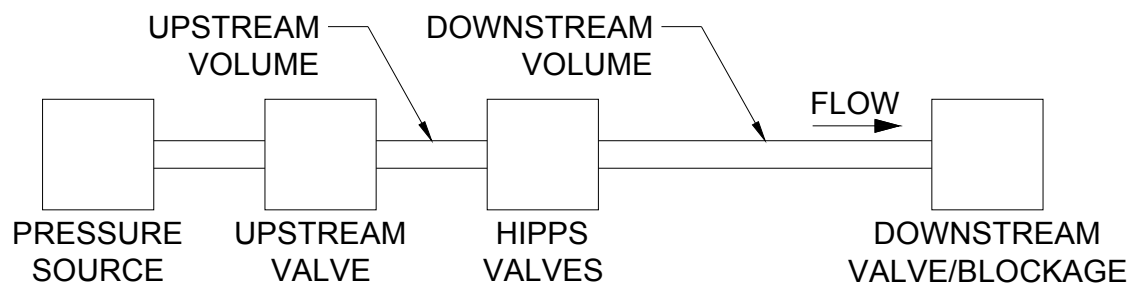 UPSTREAM
VOLUME
DOWNSTREAM
VOLUME
FLOW
PRESSURE
SOURCE
UPSTREAM
VALVE
HIPPS
VALVES
DOWNSTREAM
VALVE/BLOCKAGE